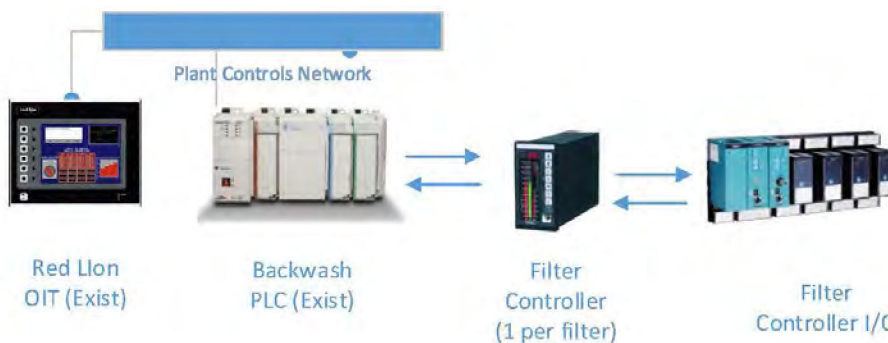 Plant Controls Network
Red LIon
OIT (Exist)
Backwash
PLC (Exist)
Filter
Controller
(1 per filter)
Filter
Controller I/O